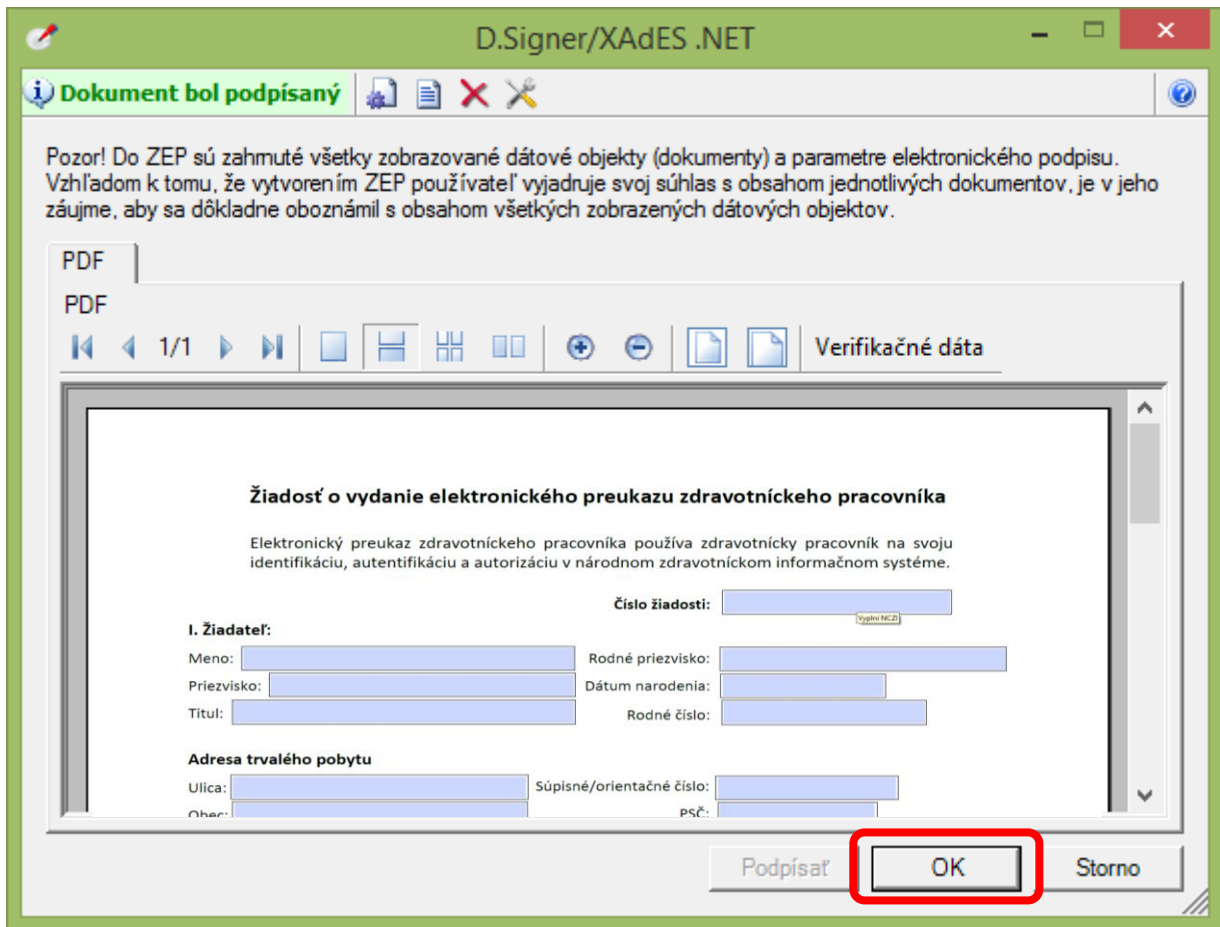 D.Signer/XAdES .NET
Dokument bol podpísaný
Pozor! Do ZEP sú zahrnuté všetky zobrazované dátové objekty (dokumenty) a parametre elektronického podpisu.
Vzhľadom k tomu, že vytvorením ZEP používateľ vyjadruje svoj súhlas s obsahom jednotlivých dokumentov, je v jeho
záujme, aby sa dôkladne oboznámil s obsahom všetkých zobrazených dátových objektov.
PDF
PDF
1/1 Verifikačné dáta
Žiadosť o vydanie elektronického preukazu zdravotníckeho pracovníka
Elektronický preukaz zdravotníckeho pracovníka používa zdravotnícky pracovník na svoju
identifikáciu, autentifikáciu a autorizáciu v národnom zdravotníckom informačnom systéme.
Číslo žiadosti:
Vyplní NCZI
I. Žiadateľ:
Meno: Rodné priezvisko:
Priezvisko: Dátum narodenia:
Titul: Rodné číslo:
Adresa trvalého pobytu
Ulica: Súpisné/orientačné číslo:
Obec: PSČ:
Podpísať OK Storno